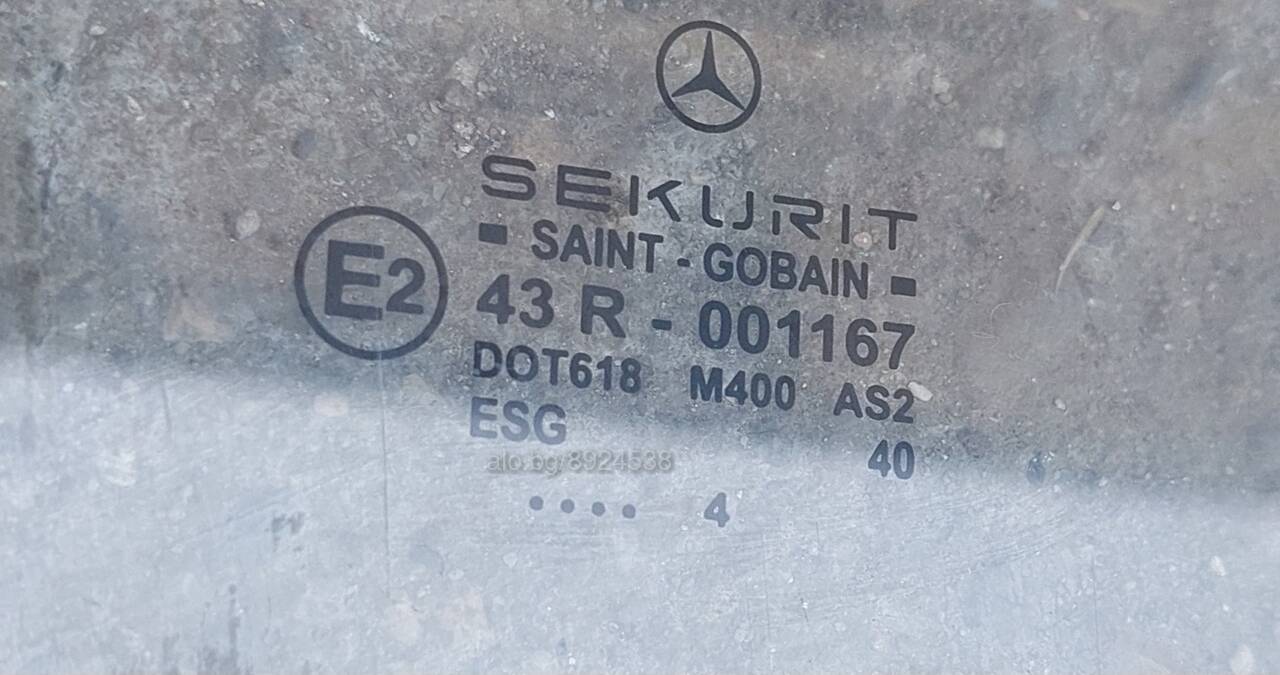 SEKURIT
▪ SAINT - GOBAIN ▪
E2
43 R - 001167
DOT618 M400 AS2
ESG 40
alo.bg/8924538
•••• 4